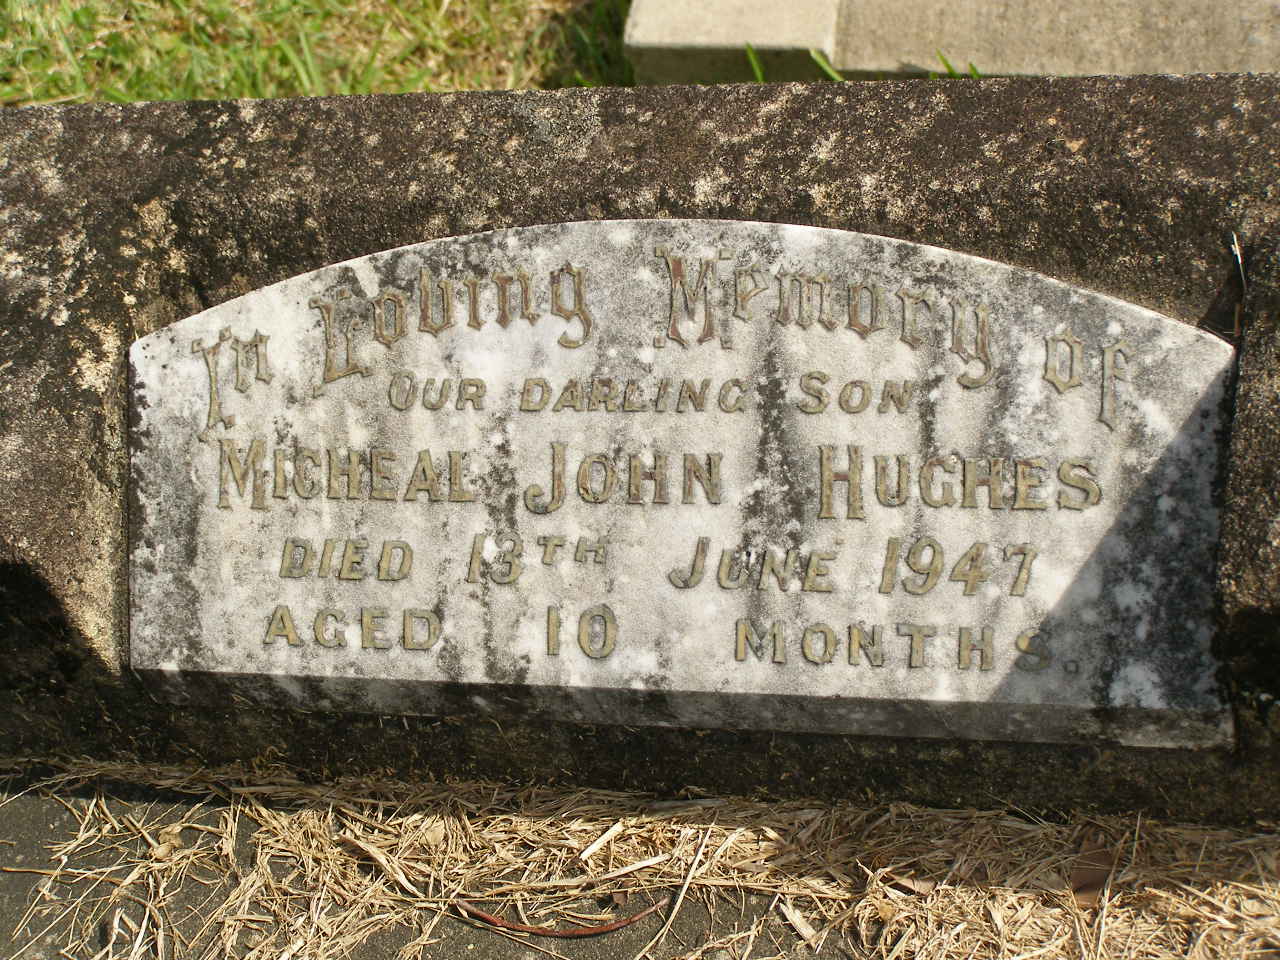 In Loving Memory of
OUR DARLING SON
MICHEAL JOHN HUGHES
DIED 13TH JUNE 1947
AGED 10 MONTHS.